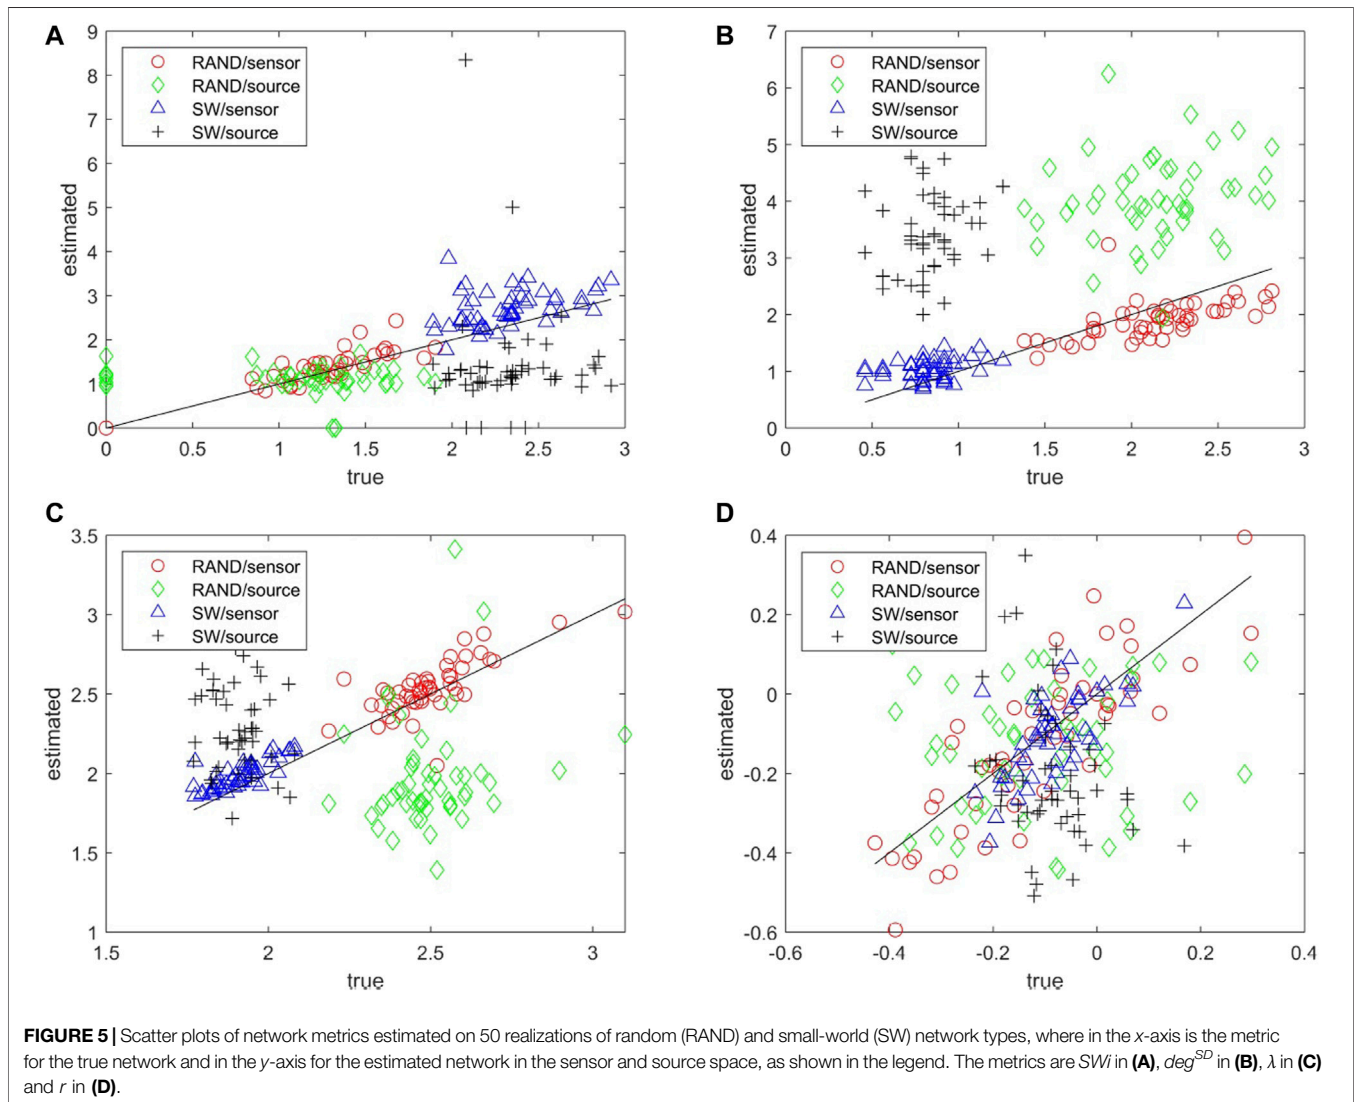 A
9
8
7
6
5
4
3
2
1
0
estimated
RAND/sensor
RAND/source
SW/sensor
SW/source
0 0.5 1 1.5 2 2.5 3
true
B
7
6
5
4
3
2
1
0
estimated
RAND/sensor
RAND/source
SW/sensor
SW/source
0 0.5 1 1.5 2 2.5 3
true
C
3.5
3
2.5
2
1.5
1
estimated
RAND/sensor
RAND/source
SW/sensor
SW/source
1.5 2 2.5 3
true
D
0.4
0.2
0
-0.2
-0.4
-0.6
estimated
RAND/sensor
RAND/source
SW/sensor
SW/source
-0.6 -0.4 -0.2 0 0.2 0.4
true
FIGURE 5 | Scatter plots of network metrics estimated on 50 realizations of random (RAND) and small-world (SW) network types, where in the x-axis is the metric
for the true network and in the y-axis for the estimated network in the sensor and source space, as shown in the legend. The metrics are SWi in (A), deg^SD in (B), λ in (C)
and r in (D).